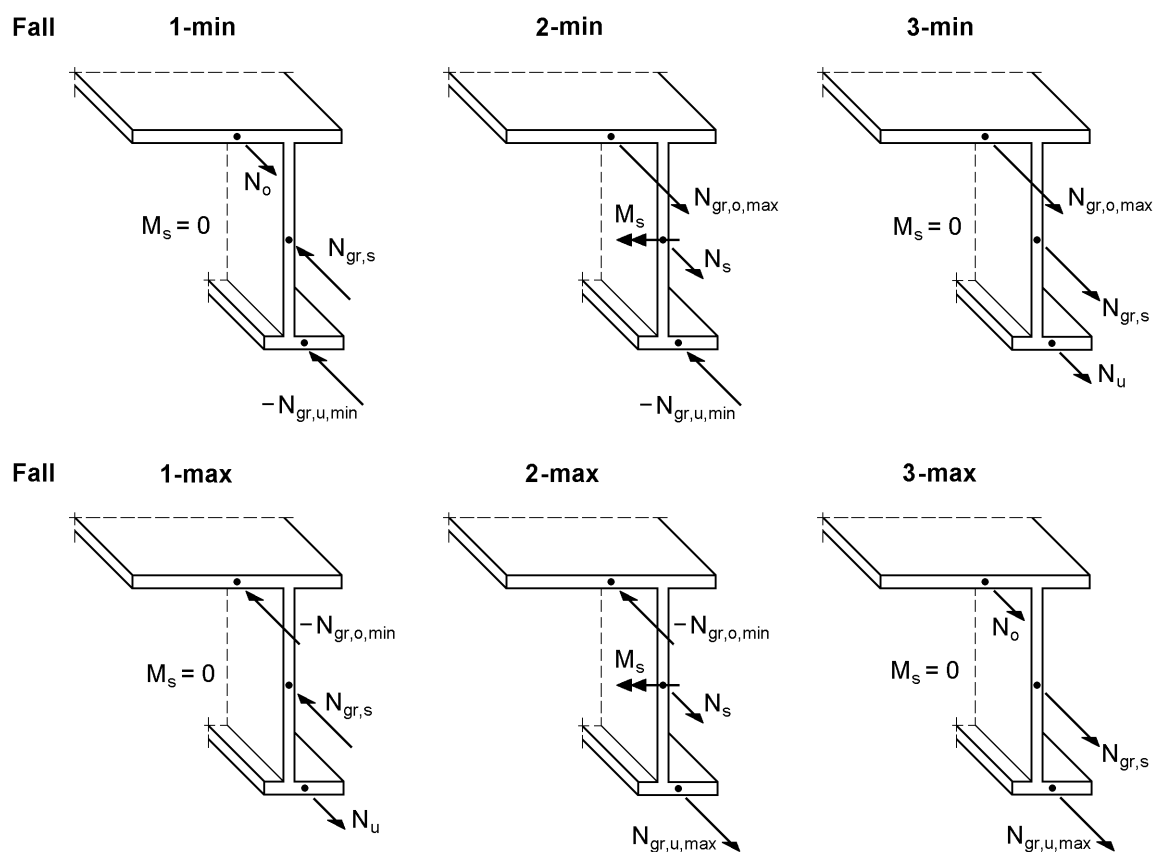 Fall 1-min 2-min 3-min
N_o
M_s = 0
N_gr,s
−N_gr,u,min
N_gr,o,max
M_s
N_s
−N_gr,u,min
N_gr,o,max
M_s = 0
N_gr,s
N_u
Fall 1-max 2-max 3-max
−N_gr,o,min
M_s = 0
N_gr,s
N_u
−N_gr,o,min
M_s
N_s
N_gr,u,max
N_o
M_s = 0
N_gr,s
N_gr,u,max